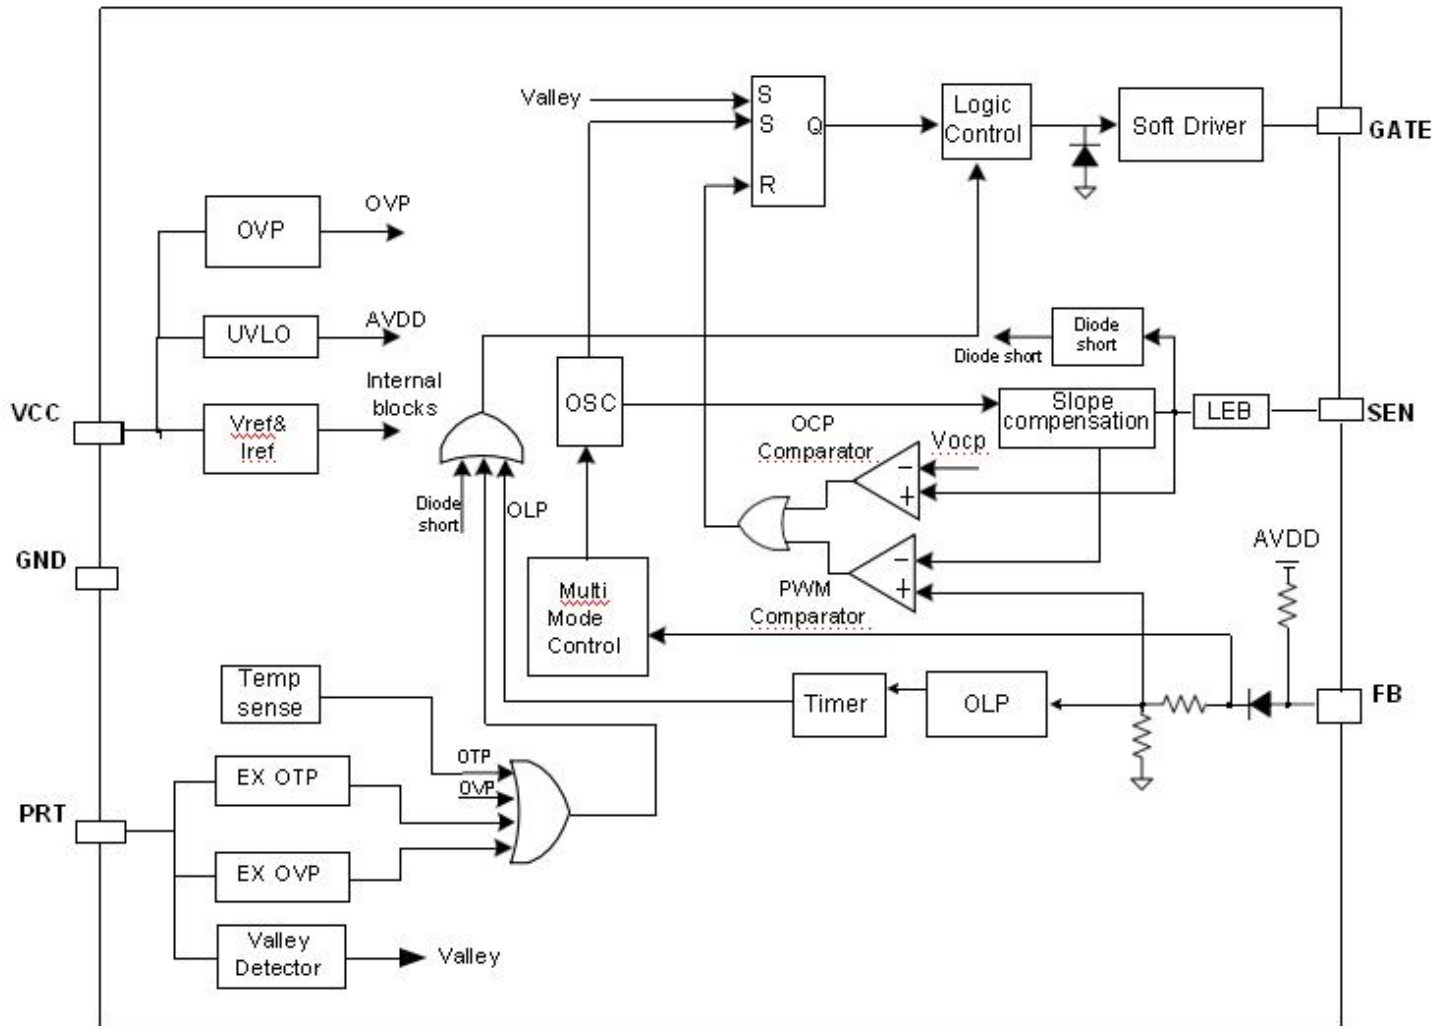 Valley
S
S
Q
R
Logic
Control
Soft Driver
GATE
OVP
OVP
UVLO
AVDD
Vref&
Iref
Internal
blocks
VCC
OSC
Diode
short
Diode short
Slope
compensation
LEB
SEN
OCP
Comparator
Vocp
−
+
Diode
short
OLP
GND
Multi
Mode
Control
PWM
Comparator
−
+
AVDD
Temp
sense
Timer
OLP
FB
OTP
OVP
EX OTP
PRT
EX OVP
Valley
Detector
Valley